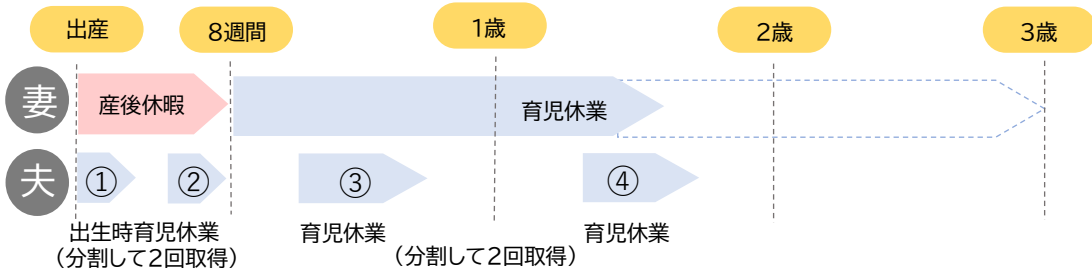 出産
8週間
1歳
2歳
3歳
妻
産後休暇
育児休業
夫
①
②
③
④
出生時育児休業
(分割して2回取得)
育児休業
(分割して2回取得)
育児休業